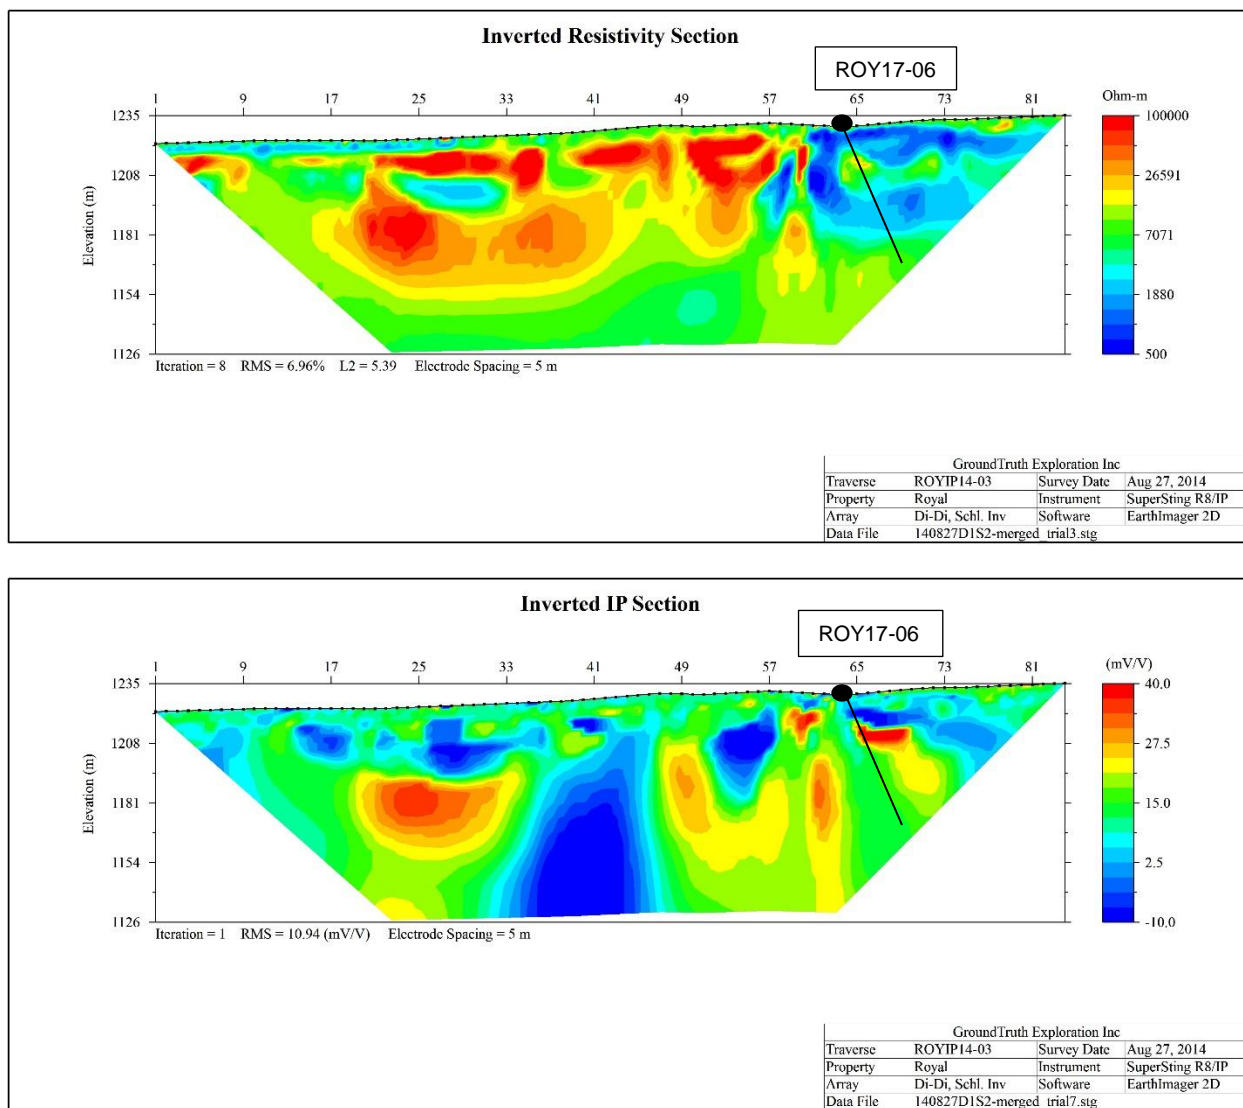 Inverted Resistivity Section
ROY17-06
1 9 17 25 33 41 49 57 65 73 81
Ohm-m
Elevation (m)
1235 100000
1208 26591
1181 7071
1154 1880
1126 500
Iteration = 8 RMS = 6.96% L2 = 5.39 Electrode Spacing = 5 m
GroundTruth Exploration Inc
Traverse ROYIP14-03 Survey Date Aug 27, 2014
Property Royal Instrument SuperSting R8/IP
Array Di-Di, Schl. Inv Software EarthImager 2D
Data File 140827D1S2-merged_trial3.stg
Inverted IP Section
ROY17-06
1 9 17 25 33 41 49 57 65 73 81
(mV/V)
Elevation (m)
1235 40.0
1208 27.5
1181 15.0
1154 2.5
1126 -10.0
Iteration = 1 RMS = 10.94 (mV/V) Electrode Spacing = 5 m
GroundTruth Exploration Inc
Traverse ROYIP14-03 Survey Date Aug 27, 2014
Property Royal Instrument SuperSting R8/IP
Array Di-Di, Schl. Inv Software EarthImager 2D
Data File 140827D1S2-merged_trial7.stg